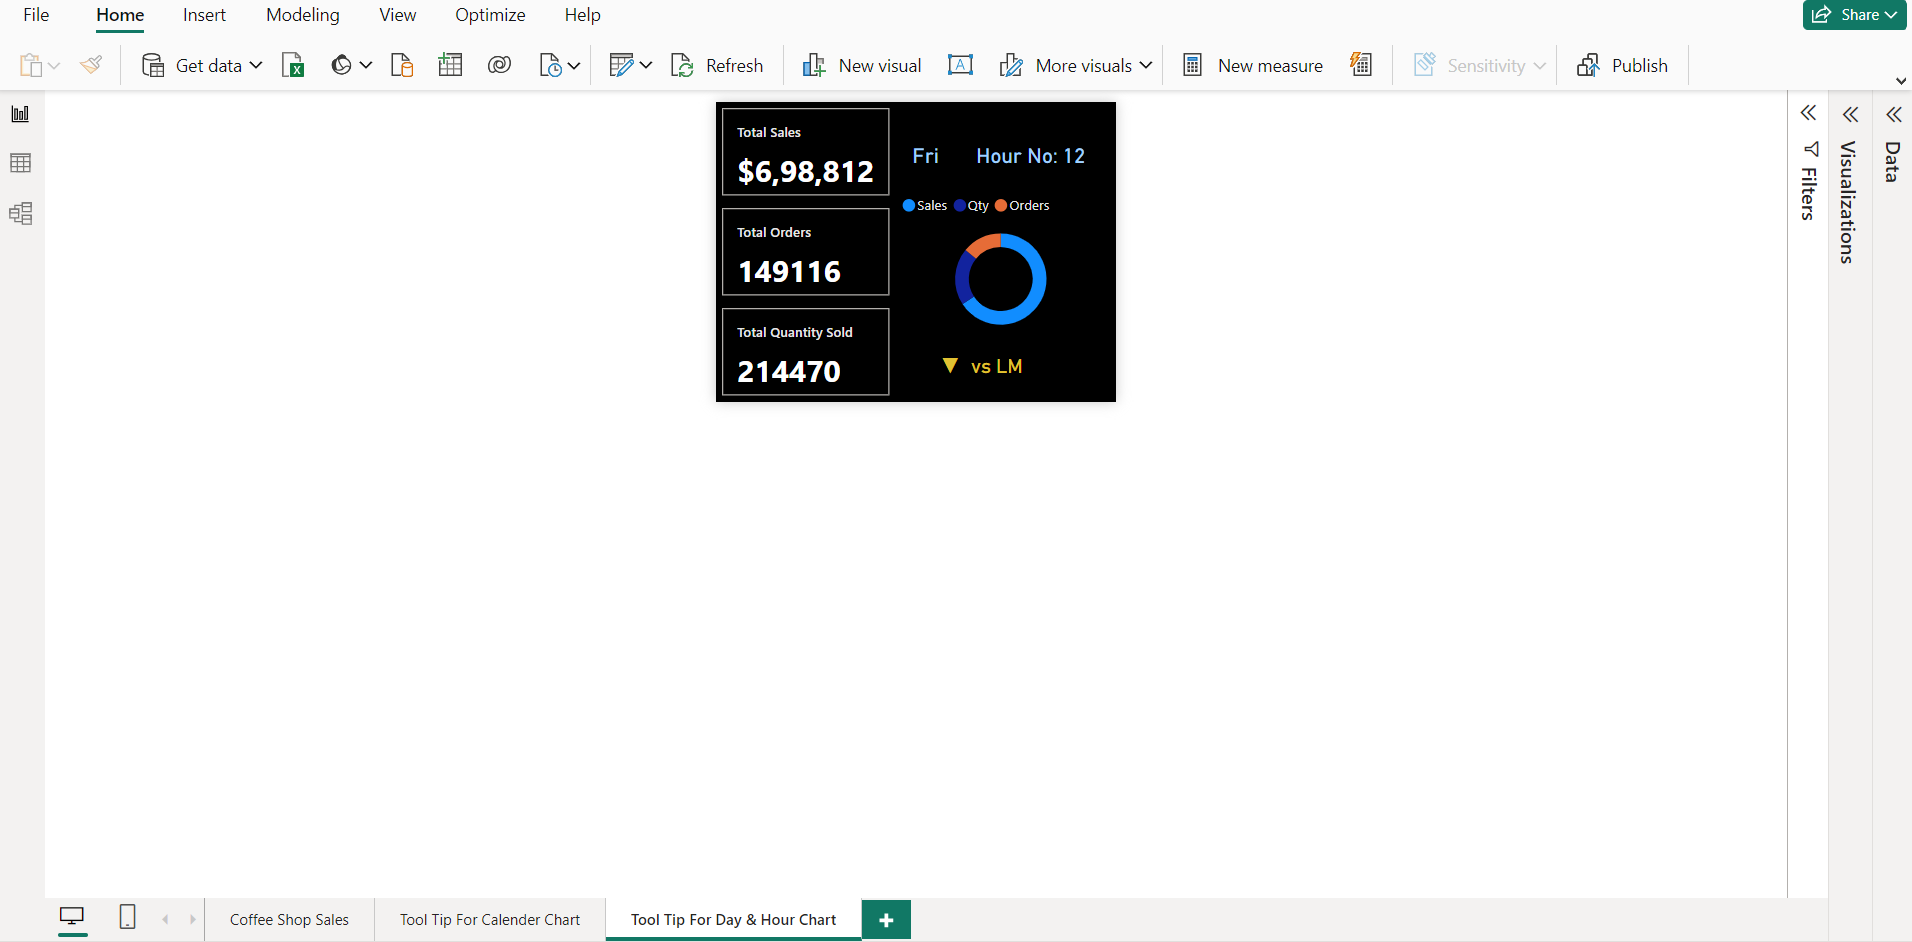 File Home Insert Modeling View Optimize Help Share
Get data Refresh New visual A More visuals New measure Sensitivity Publish
Total Sales
$6,98,812
Total Orders
149116
Total Quantity Sold
214470
Fri Hour No: 12
Sales Qty Orders
▼ vs LM
Filters
Visualizations
Data
Coffee Shop Sales Tool Tip For Calender Chart Tool Tip For Day & Hour Chart +